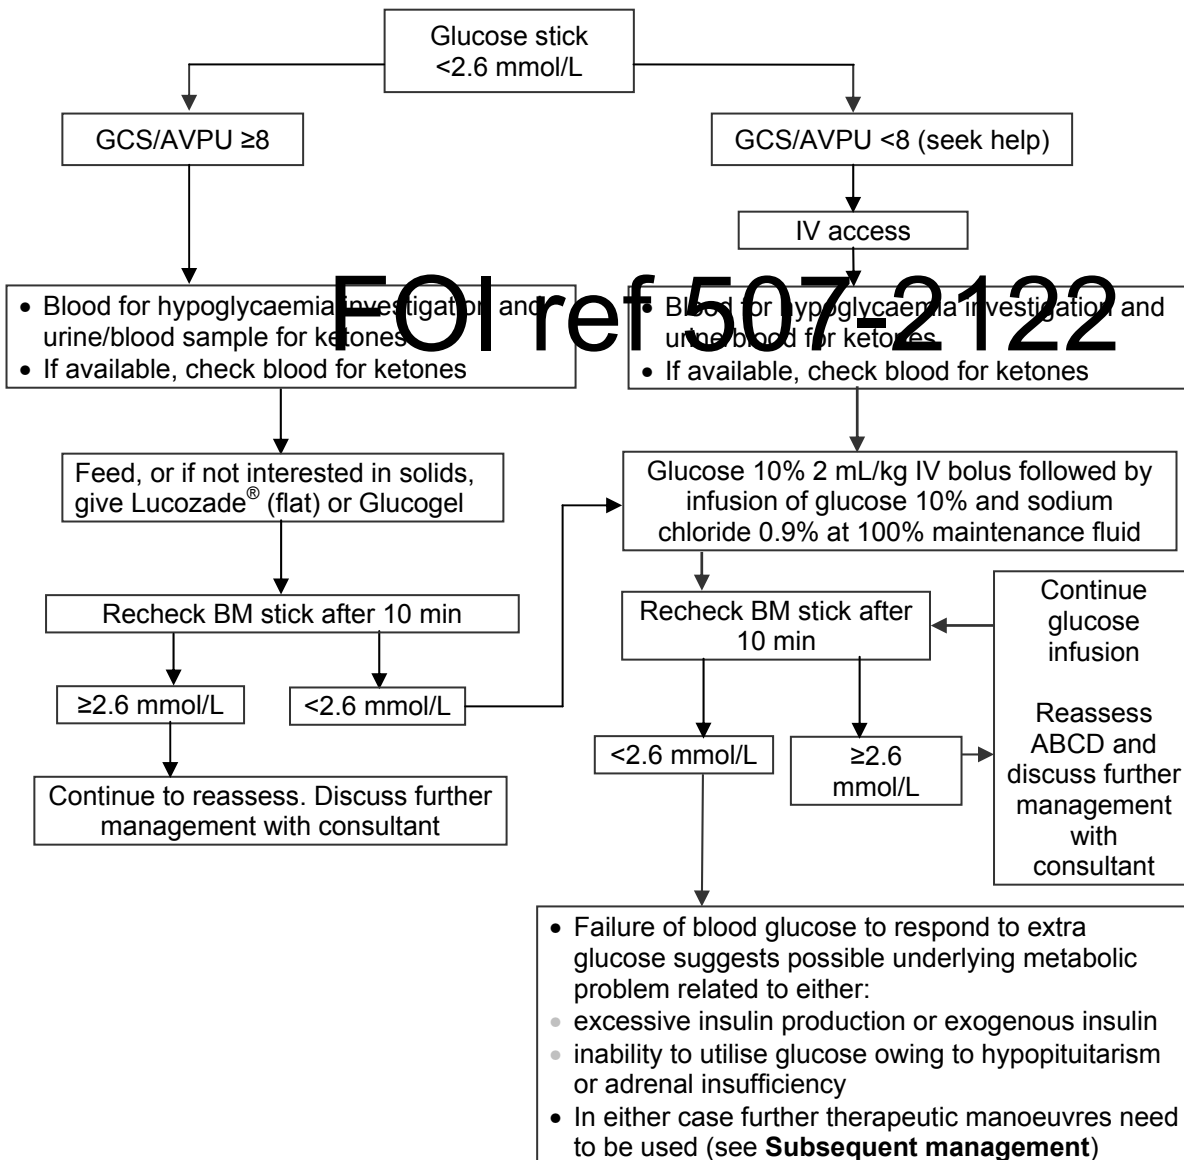 Glucose stick
<2.6 mmol/L
GCS/AVPU ≥8
GCS/AVPU <8 (seek help)
IV access
FOI ref 507-2122
• Blood for hypoglycaemia investigation and
urine/blood sample for ketones
• If available, check blood for ketones
• Blood for hypoglycaemia investigation and
urine/blood for ketones
• If available, check blood for ketones
Feed, or if not interested in solids,
give Lucozade® (flat) or Glucogel
Glucose 10% 2 mL/kg IV bolus followed by
infusion of glucose 10% and sodium
chloride 0.9% at 100% maintenance fluid
Recheck BM stick after 10 min
Recheck BM stick after
10 min
Continue
glucose
infusion
Reassess
ABCD and
discuss further
management
with
consultant
≥2.6 mmol/L
<2.6 mmol/L
<2.6 mmol/L
≥2.6
mmol/L
Continue to reassess. Discuss further
management with consultant
• Failure of blood glucose to respond to extra
glucose suggests possible underlying metabolic
problem related to either:
• excessive insulin production or exogenous insulin
• inability to utilise glucose owing to hypopituitarism
or adrenal insufficiency
• In either case further therapeutic manoeuvres need
to be used (see Subsequent management)